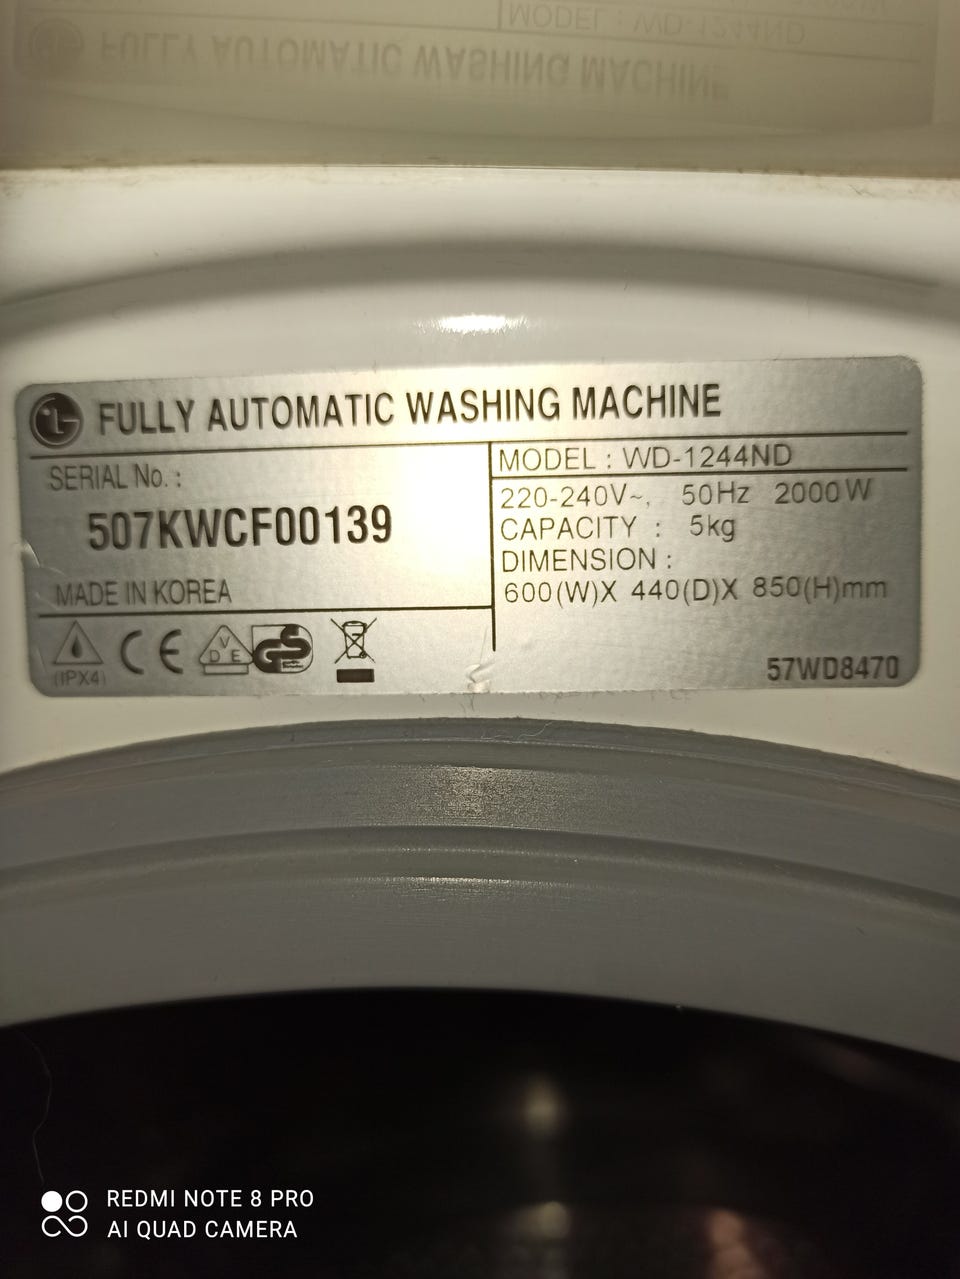 MODEL : WD-1244ND
FULLY AUTOMATIC WASHING MACHINE
FULLY AUTOMATIC WASHING MACHINE
SERIAL No. :
507KWCF00139
MADE IN KOREA
(IPX4)
CE
D V E
GS
MODEL : WD-1244ND
220-240V~, 50Hz 2000W
CAPACITY : 5kg
DIMENSION :
600(W)X 440(D)X 850(H)mm
57WD8470
REDMI NOTE 8 PRO
AI QUAD CAMERA